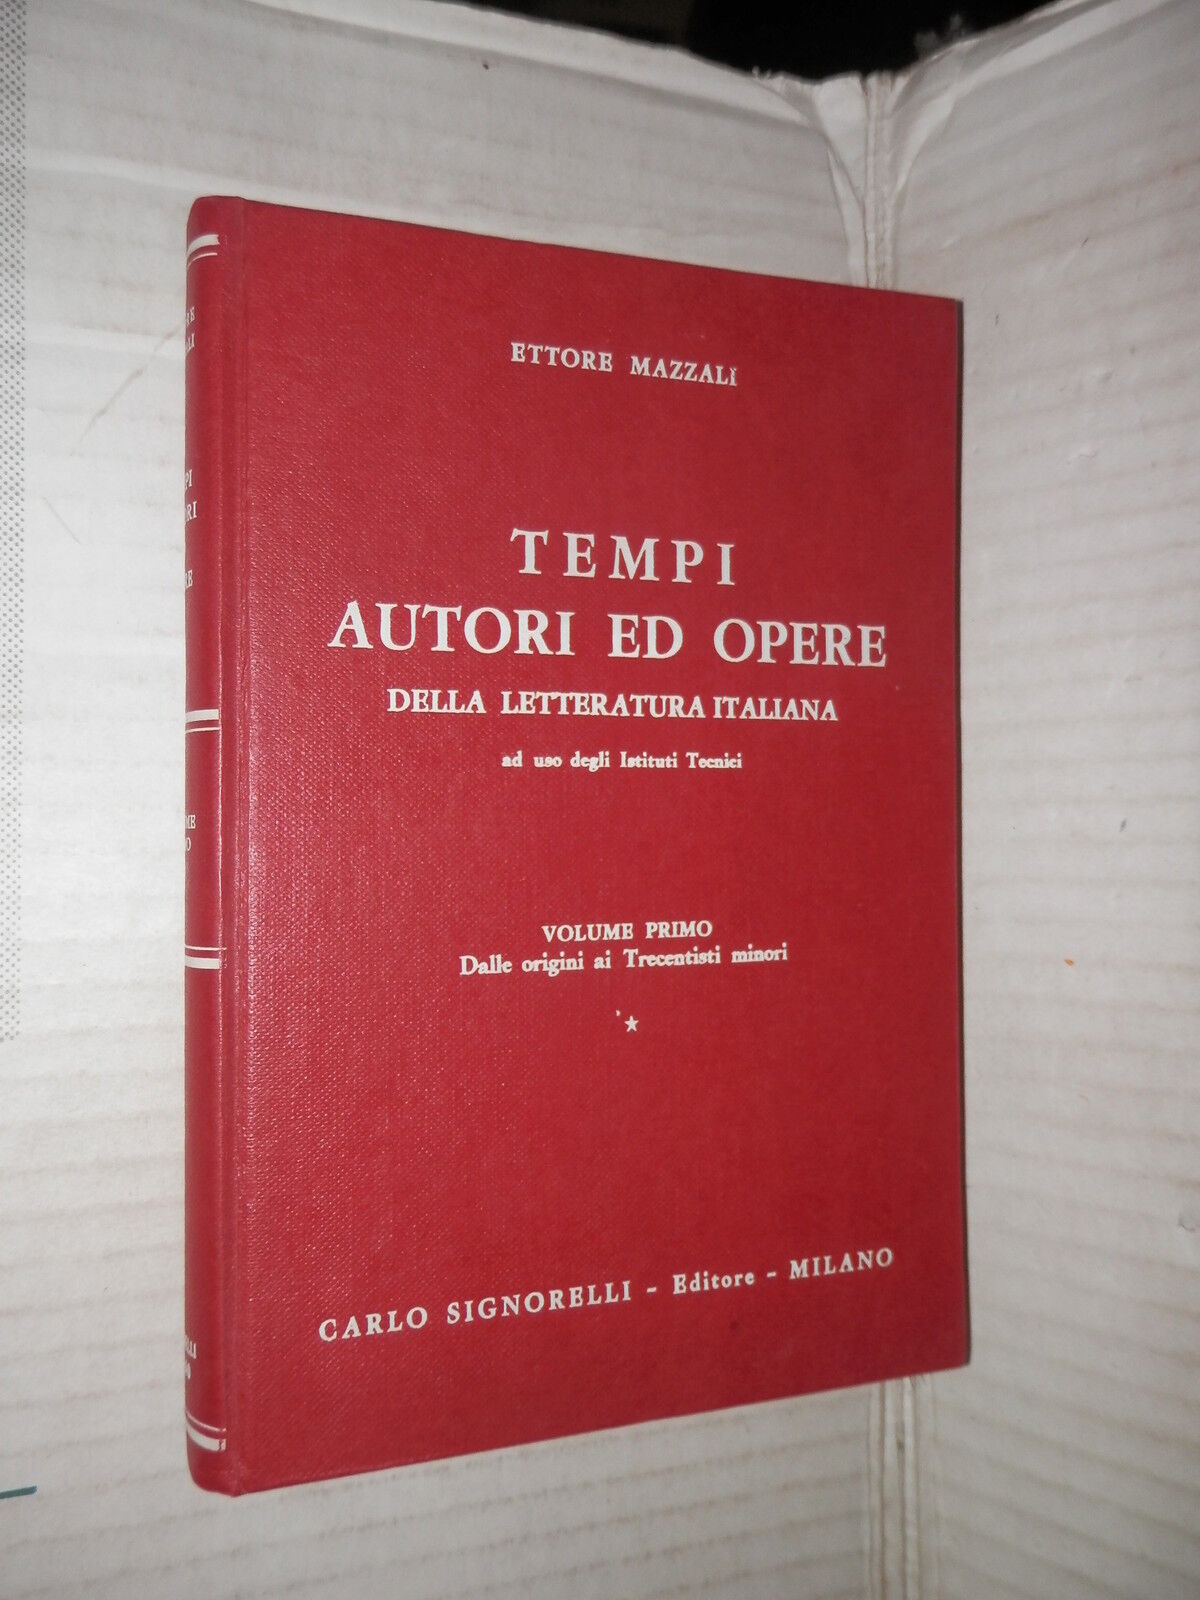 ETTORE MAZZALI
TEMPI
AUTORI ED OPERE
DELLA LETTERATURA ITALIANA
ad uso degli Istituti Tecnici
VOLUME PRIMO
Dalle origini ai Trecentisti minori
CARLO SIGNORELLI - Editore - MILANO